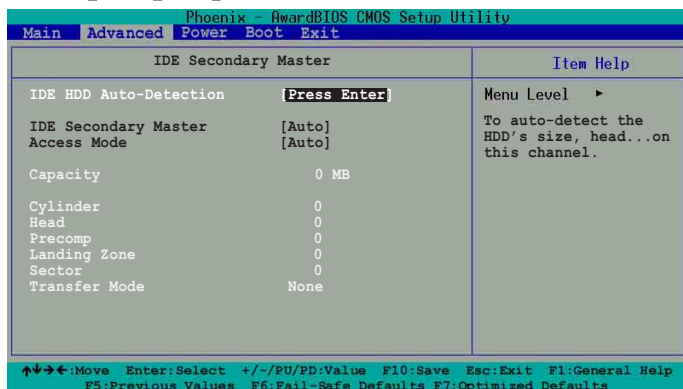 Phoenix - AwardBIOS CMOS Setup Utility
Main Advanced Power Boot Exit
IDE Secondary Master
IDE HDD Auto-Detection [Press Enter]
IDE Secondary Master [Auto]
Access Mode [Auto]
Capacity 0 MB
Cylinder 0
Head 0
Precomp 0
Landing Zone 0
Sector 0
Transfer Mode None
Item Help
Menu Level ►
To auto-detect the
HDD's size, head...on
this channel.
↑↓→←:Move Enter:Select +/-/PU/PD:Value F10:Save Esc:Exit F1:General Help
F5:Previous Values F6:Fail-Safe Defaults F7:Optimized Defaults